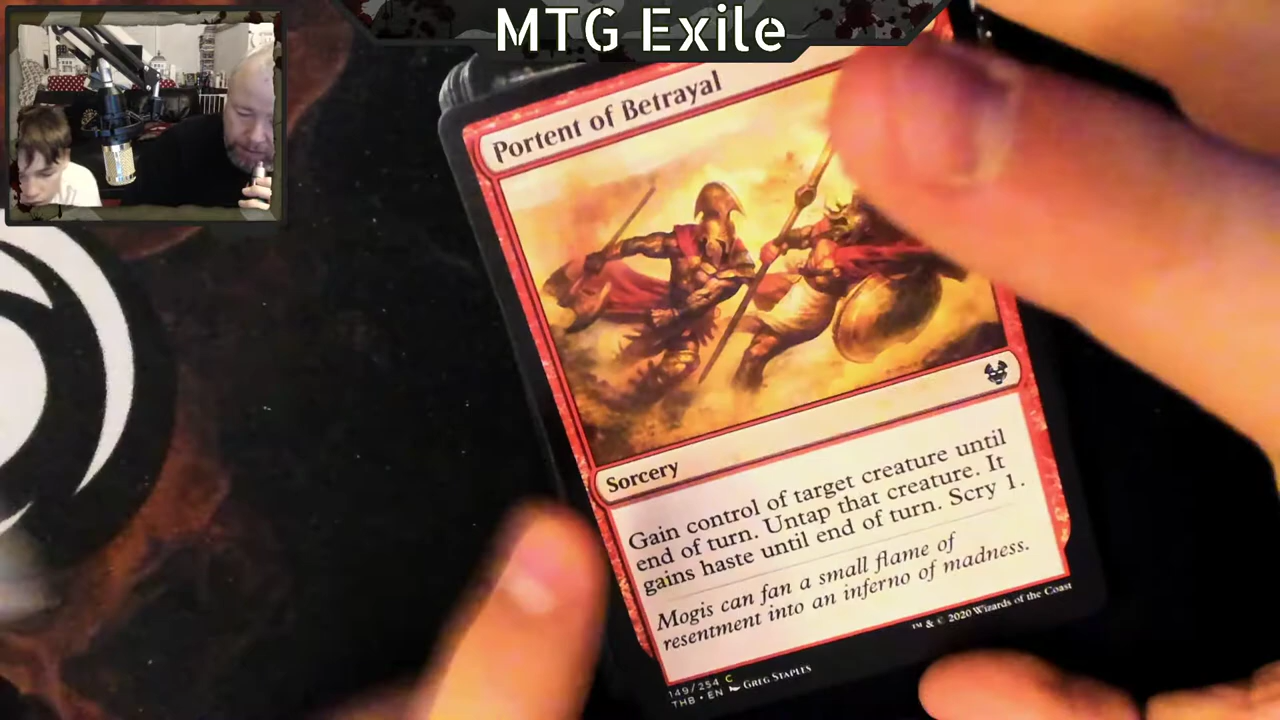 MTG Exile
Portent of Betrayal
Sorcery
Gain control of target creature until
end of turn. Untap that creature. It
gains haste until end of turn. Scry 1.
Mogis can fan a small flame of
resentment into an inferno of madness.
149/254 C
THB • EN GREG STAPLES
™ & © 2020 Wizards of the Coast